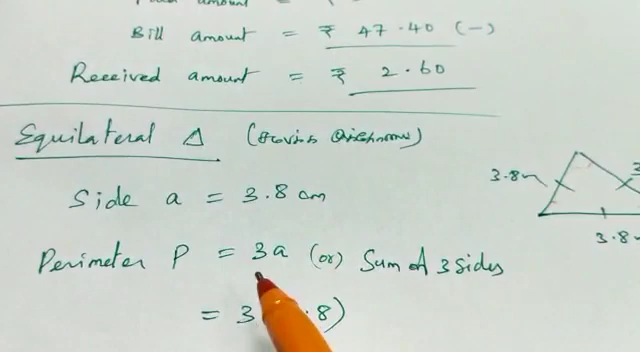 amount =
Bill amount = ₹ 47.40 (-)
Received amount = ₹ 2.60
Equilateral Δ
Side a = 3.8 cm
3.8
3.8
Perimeter P = 3a (or) Sum of 3 sides
= 3 .8)